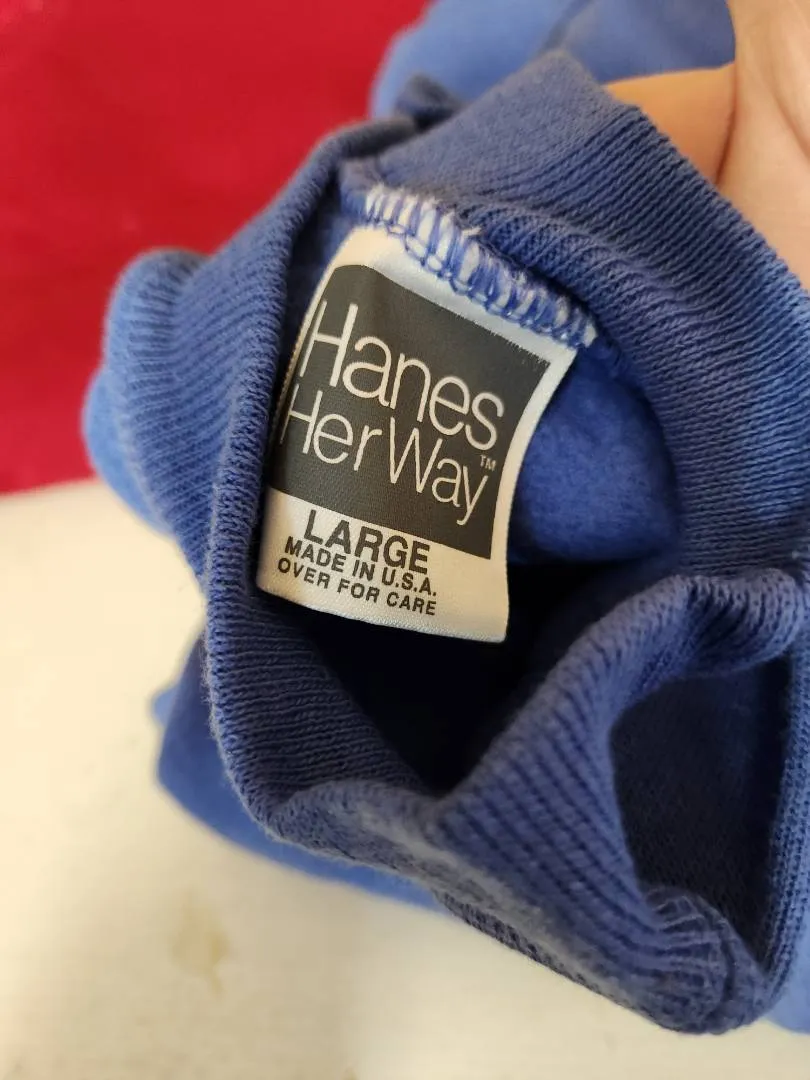 Hanes
Her Way™
LARGE
MADE IN U.S.A.
OVER FOR CARE